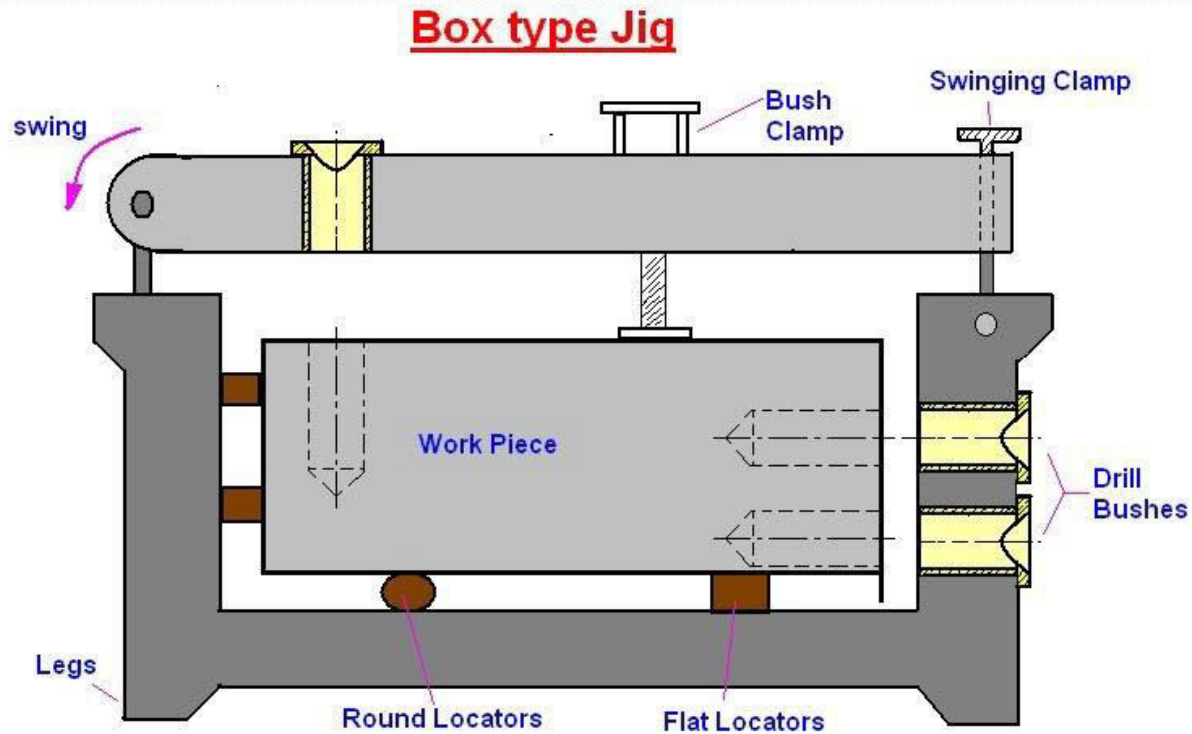 Box type Jig
Swinging Clamp
Bush
Clamp
swing
Work Piece
Drill
Bushes
Legs
Round Locators
Flat Locators